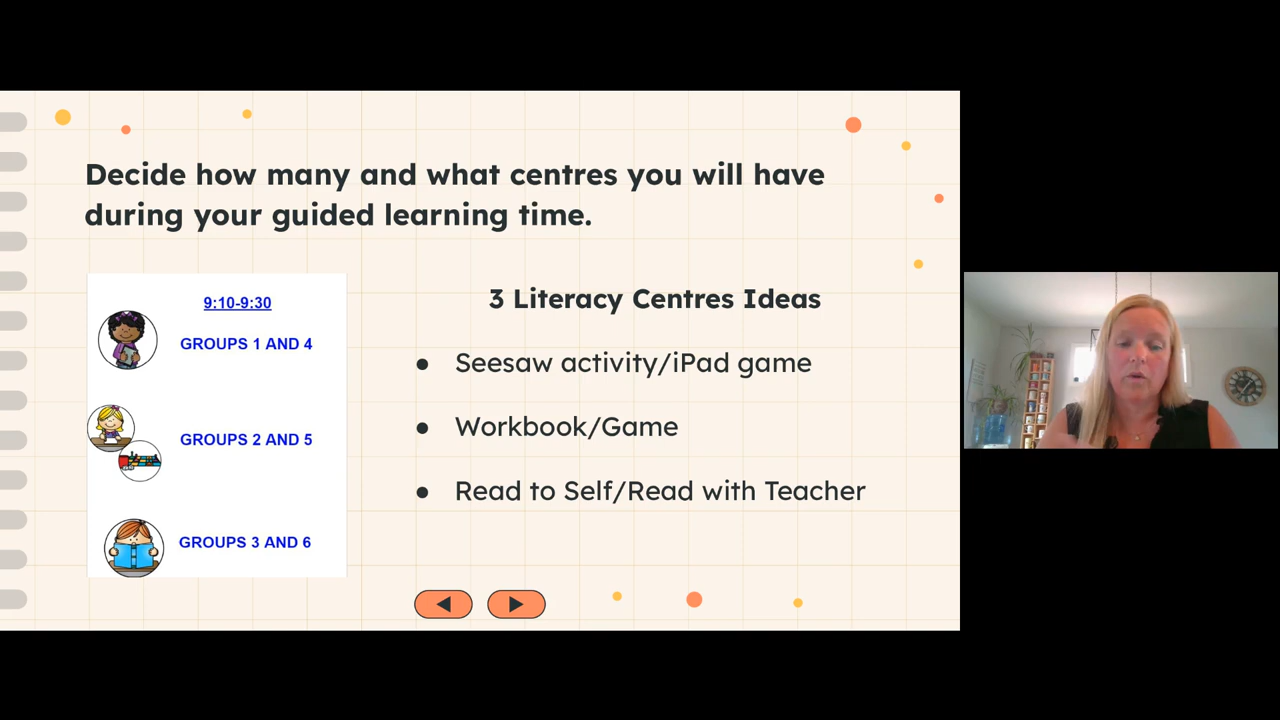 Decide how many and what centres you will have
during your guided learning time.
9:10-9:30
GROUPS 1 AND 4
GROUPS 2 AND 5
GROUPS 3 AND 6
3 Literacy Centres Ideas
● Seesaw activity/iPad game
● Workbook/Game
● Read to Self/Read with Teacher